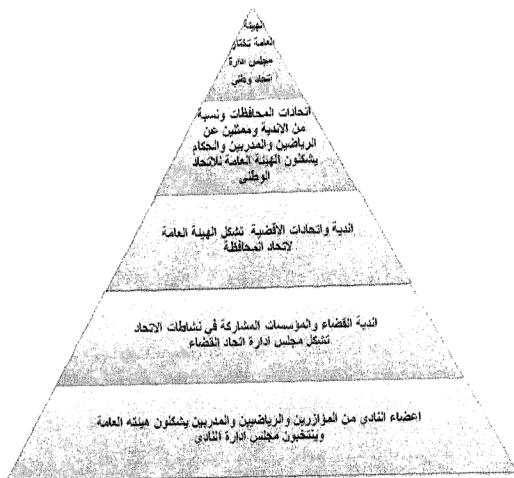 الهيئة
العامة تختار
مجلس ادارة
اتحاد وطني
اتحادات المحافظات ونسبة
من الاندية وممثلين عن
الرياضين والمدربين والحكام
يشكلون الهيئة العامة للاتحاد
الوطني
اندية واتحادات الاقضية تشكل الهيئة العامة
لاتحاد المحافظة
اندية القضاء والمؤسسات المشاركة في نشاطات الاتحاد
تشكل مجلس ادارة اتحاد القضاء
اعضاء النادي من المؤازرين والرياضيين والمدربين يشكلون هيئته العامة
وينتخبون مجلس ادارة النادي